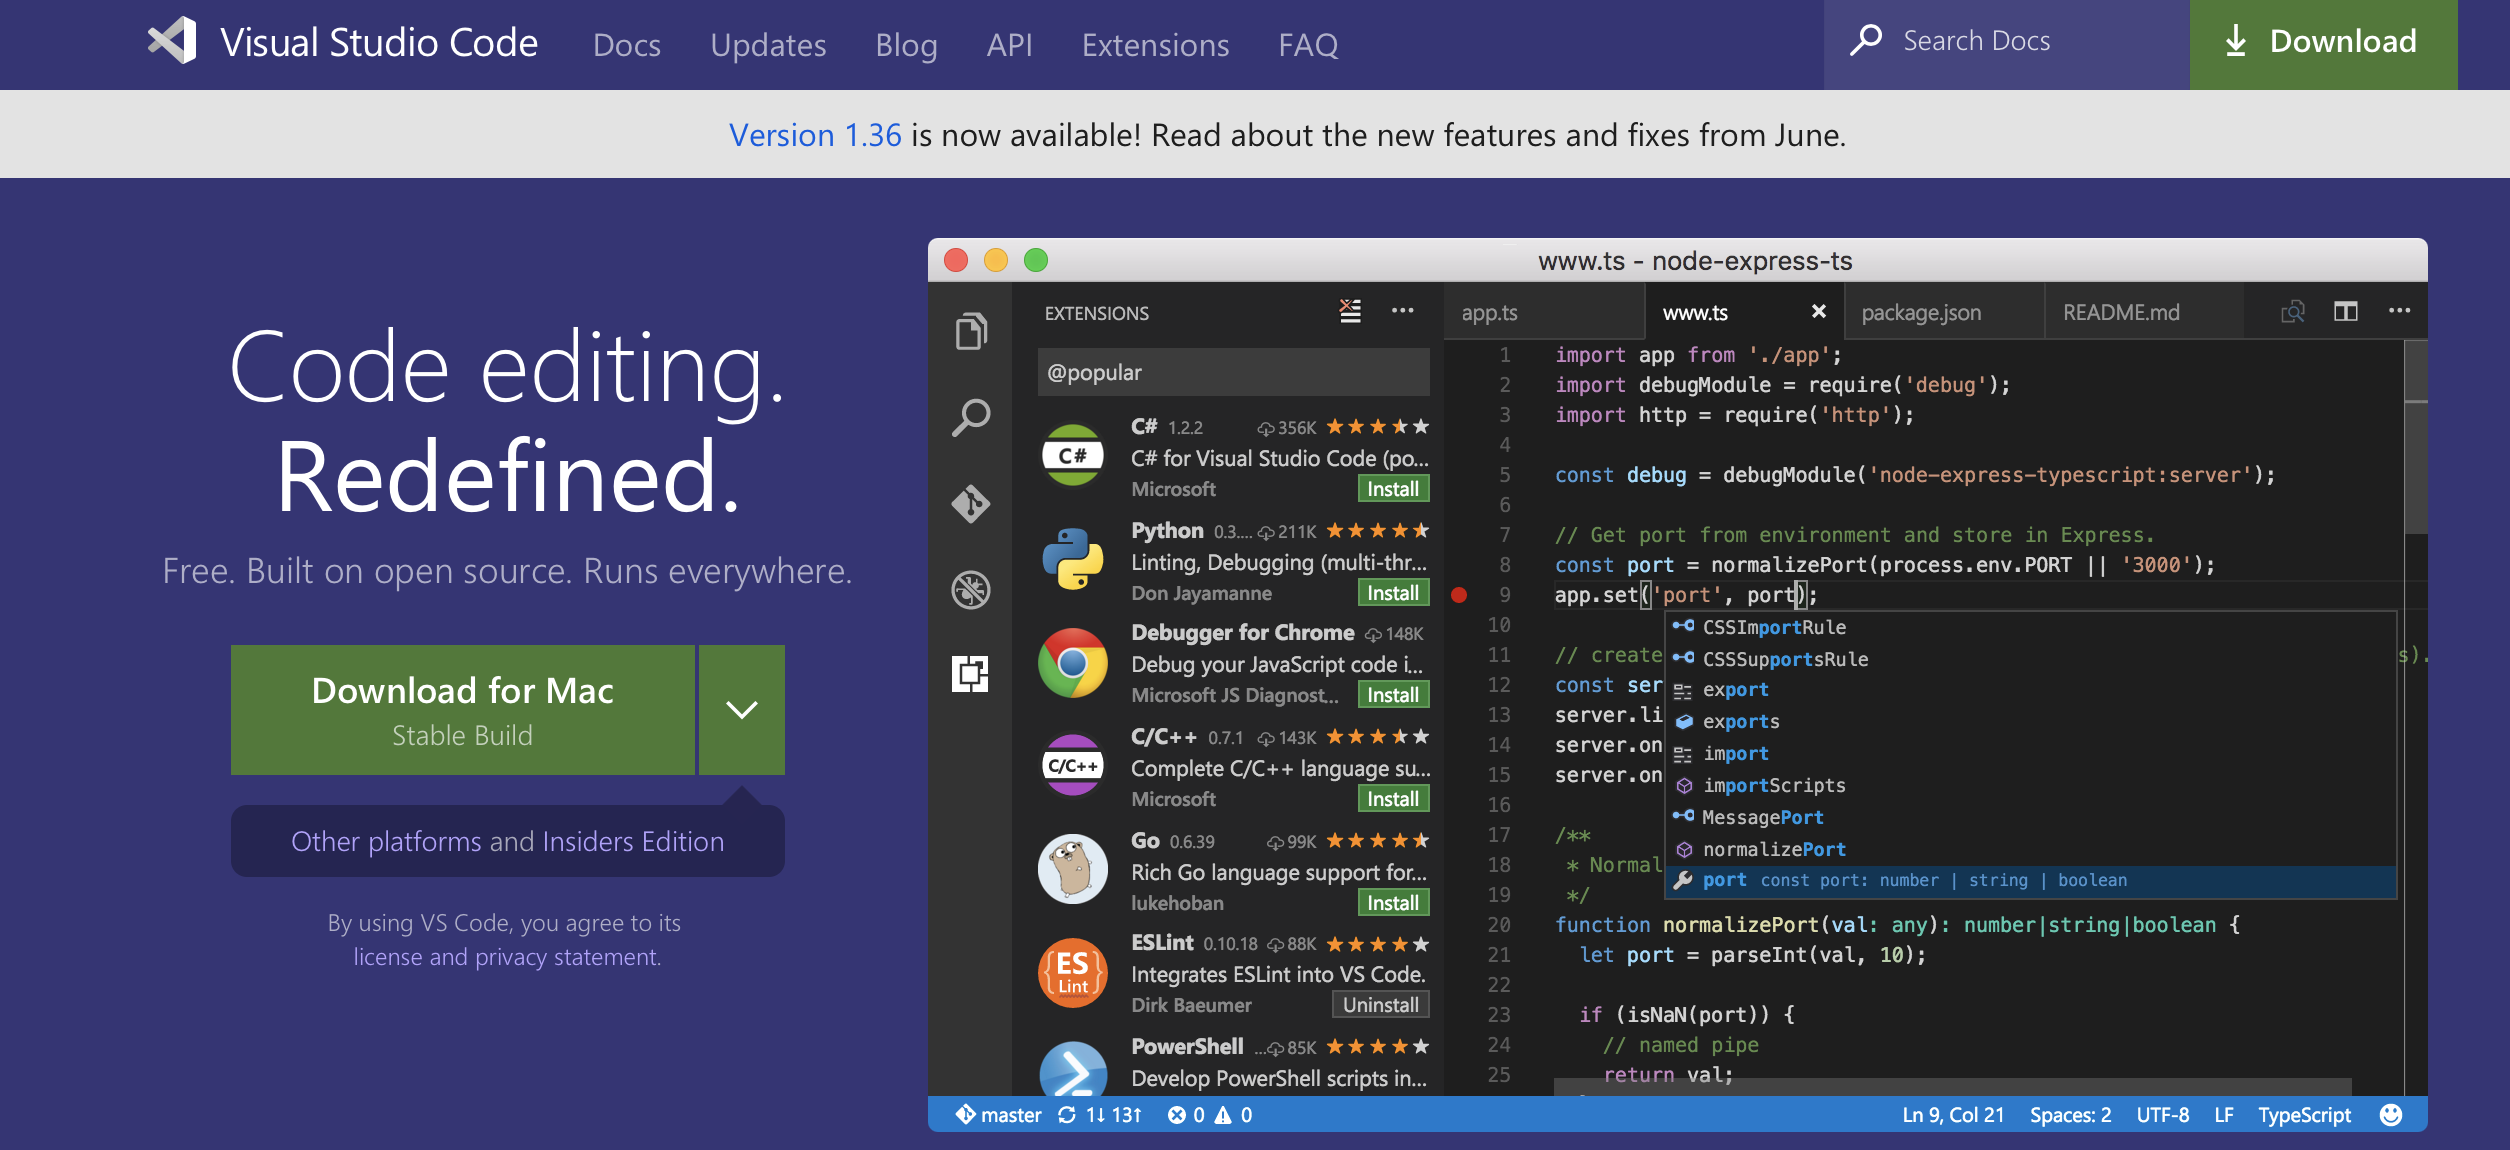 Visual Studio Code Docs Updates Blog API Extensions FAQ Search Docs Download
Version 1.36 is now available! Read about the new features and fixes from June.
Code editing.
Redefined.
Free. Built on open source. Runs everywhere.
Download for Mac
Stable Build
Other platforms and Insiders Edition
By using VS Code, you agree to its
license and privacy statement.
www.ts - node-express-ts
EXTENSIONS
@popular
C# 1.2.2 356K
C#
C# for Visual Studio Code (po...
Microsoft Install
Python 0.3.... 211K
Linting, Debugging (multi-thr...
Don Jayamanne Install
Debugger for Chrome 148K
Debug your JavaScript code i...
Microsoft JS Diagnost... Install
C/C++ 0.7.1 143K
C/C++
Complete C/C++ language su...
Microsoft Install
Go 0.6.39 99K
Rich Go language support for...
lukehoban Install
ESLint 0.10.18 88K
ES
Lint
Integrates ESLint into VS Code.
Dirk Baeumer Uninstall
PowerShell ... 85K
Develop PowerShell scripts in...
app.ts www.ts package.json README.md
1 import app from './app';
2 import debugModule = require('debug');
3 import http = require('http');
4
5 const debug = debugModule('node-express-typescript:server');
6
7 // Get port from environment and store in Express.
8 const port = normalizePort(process.env.PORT || '3000');
9 app.set('port', port);
10
11 // create s).
12 const ser
13 server.li
14 server.on
15 server.on
16
17 /**
18 * Normal
19 */
CSSImportRule
CSSSupportsRule
export
exports
import
importScripts
MessagePort
normalizePort
port const port: number | string | boolean
20 function normalizePort(val: any): number|string|boolean {
21 let port = parseInt(val, 10);
22
23 if (isNaN(port)) {
24 // named pipe
25 return val;
master 1↓ 13↑ 0 0 Ln 9, Col 21 Spaces: 2 UTF-8 LF TypeScript